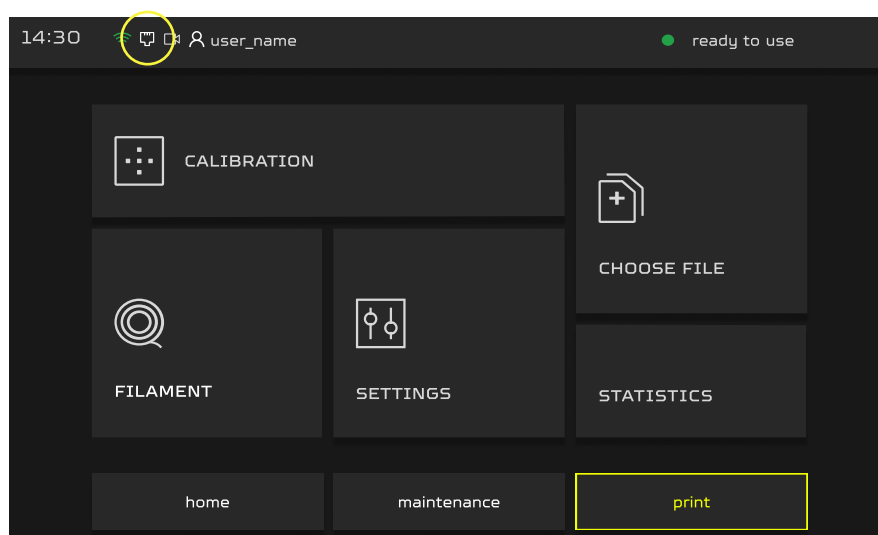 14:30 user_name ready to use
CALIBRATION
CHOOSE FILE
FILAMENT
SETTINGS
STATISTICS
home
maintenance
print